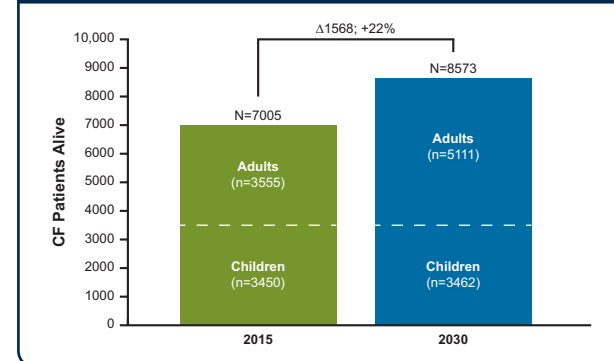 Δ1568; +22%
10,000
9000
8000
7000
6000
5000
4000
3000
2000
1000
0
CF Patients Alive
N=7005
Adults
(n=3555)
Children
(n=3450)
2015
N=8573
Adults
(n=5111)
Children
(n=3462)
2030